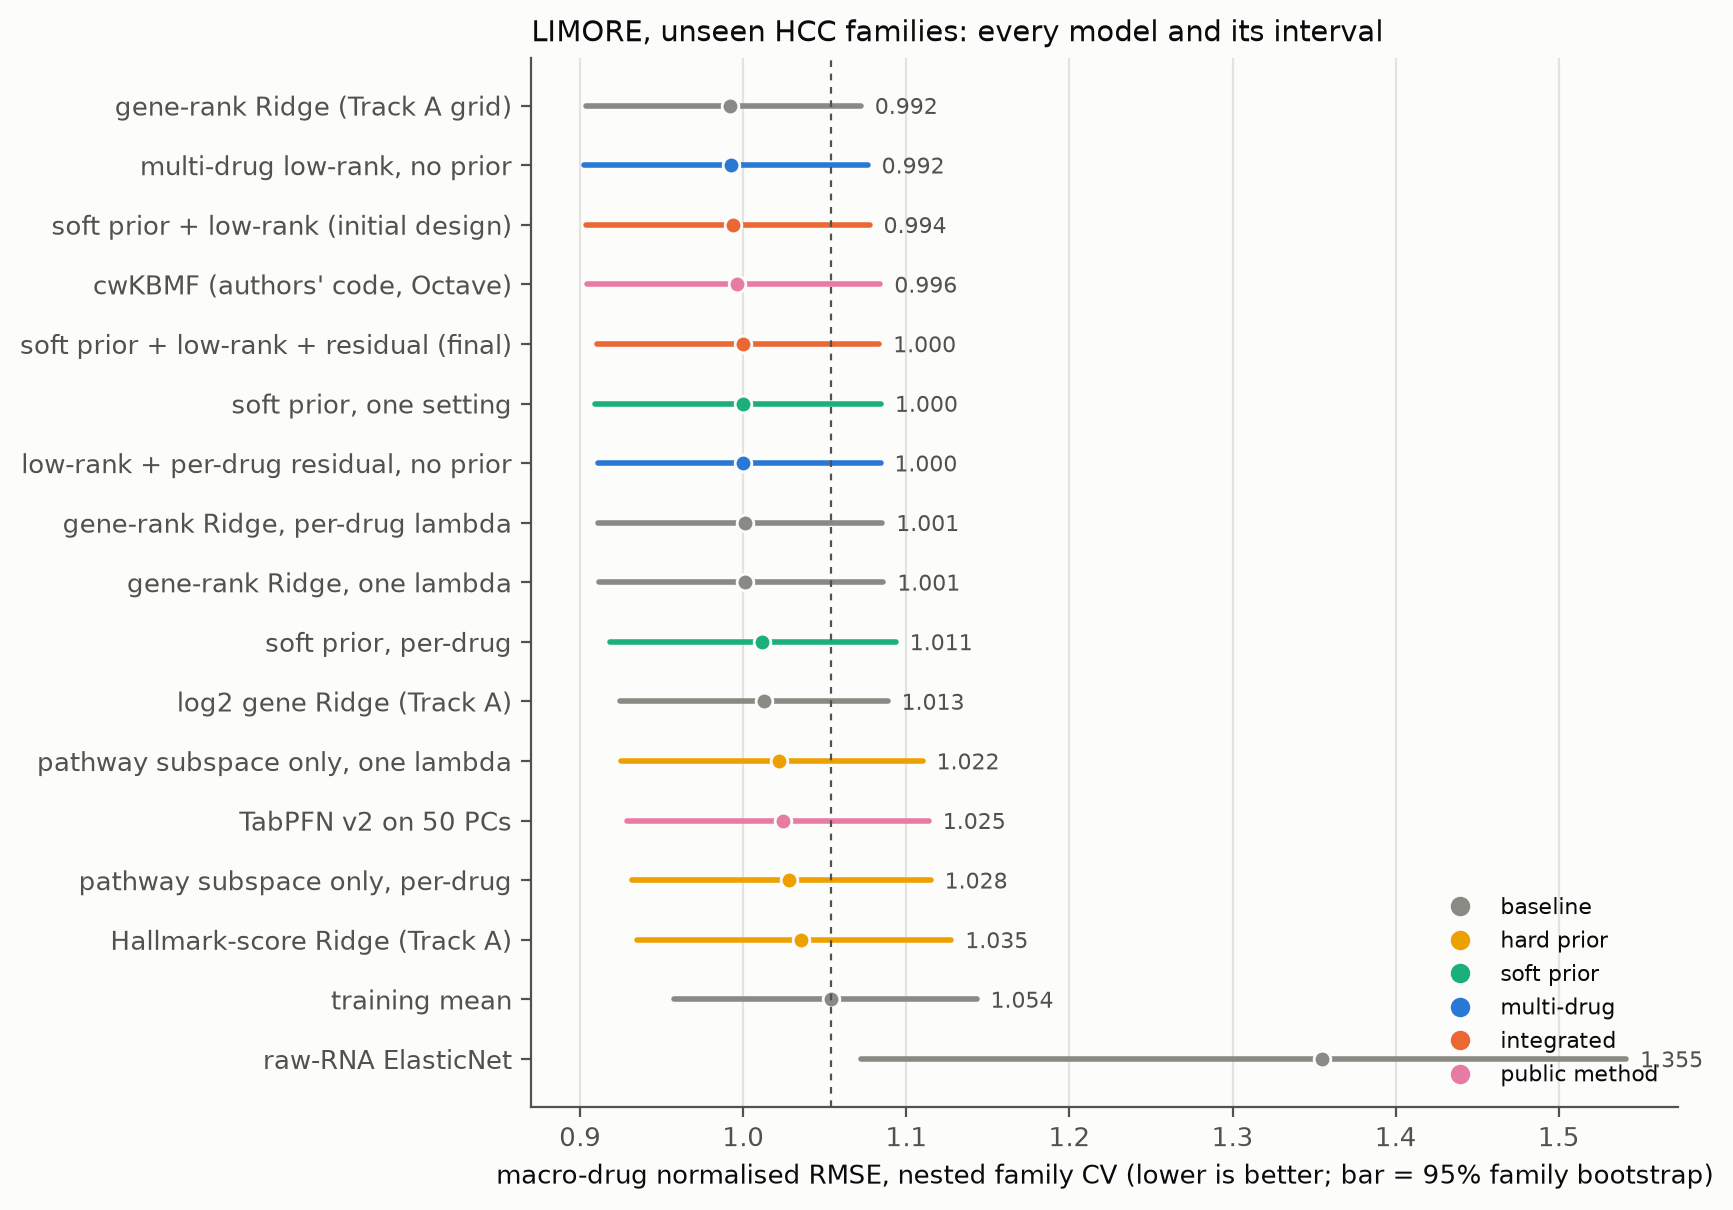 LIMORE, unseen HCC families: every model and its interval
gene-rank Ridge (Track A grid) 0.992
multi-drug low-rank, no prior 0.992
soft prior + low-rank (initial design) 0.994
cwKBMF (authors' code, Octave) 0.996
soft prior + low-rank + residual (final) 1.000
soft prior, one setting 1.000
low-rank + per-drug residual, no prior 1.000
gene-rank Ridge, per-drug lambda 1.001
gene-rank Ridge, one lambda 1.001
soft prior, per-drug 1.011
log2 gene Ridge (Track A) 1.013
pathway subspace only, one lambda 1.022
TabPFN v2 on 50 PCs 1.025
pathway subspace only, per-drug 1.028
Hallmark-score Ridge (Track A) 1.035
training mean 1.054
raw-RNA ElasticNet 1.355
baseline
hard prior
soft prior
multi-drug
integrated
public method
0.9 1.0 1.1 1.2 1.3 1.4 1.5
macro-drug normalised RMSE, nested family CV (lower is better; bar = 95% family bootstrap)